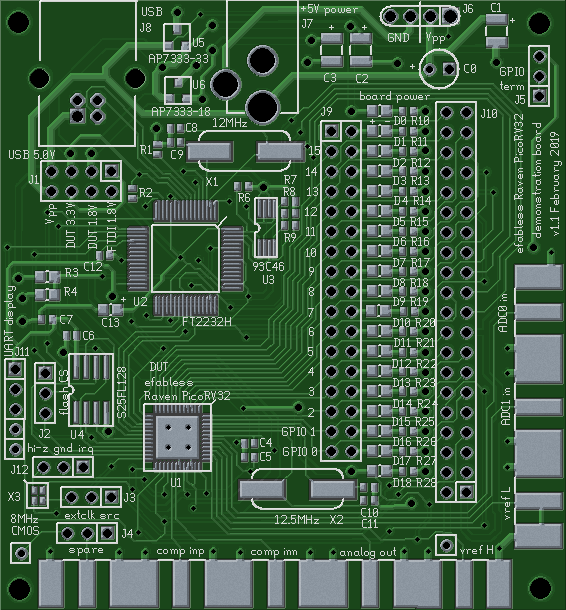 USB
J8
U5
AP7333-33
U6
AP7333-18
+5V power
J7
J6
GND
Vpp
C1
+
C3
C2
+
C0
GPIO
term
J5
board power
12MHz
C8
C9
R1
X1
J9
J10
USB 5.0V
J1
Vpp
DUT 3.3V
DUT 1.8V
FTDI 1.8V
R2
R6
R7
R8
R9
93C46
U3
15
14
13
12
11
10
9
8
7
6
5
4
3
2
GPIO 1
GPIO 0
D0 R10
D1 R11
D2 R12
D3 R13
D4 R14
D5 R15
D6 R16
D7 R17
D8 R18
D9 R19
D10 R20
D11 R21
D12 R22
D13 R23
D14 R24
D15 R25
D16 R26
D17 R27
D18 R28
efabless Raven PicoRV32
demonstration board
v1.1 February 2019
C12
R3
R4
C7
C13
+
U2
FT2232H
C6
UART display
J11
flash CS
J2
S25FL128
U4
DUT
efabless
Raven PicoRV32
U1
C4
C5
hi-z gnd irq
J12
X3
8MHz
CMOS
J3
extclk src
J4
spare
12.5MHz
X2
C10
C11
ADC0 in
ADC1 in
vref L
vref H
comp inp
comp inm
analog out